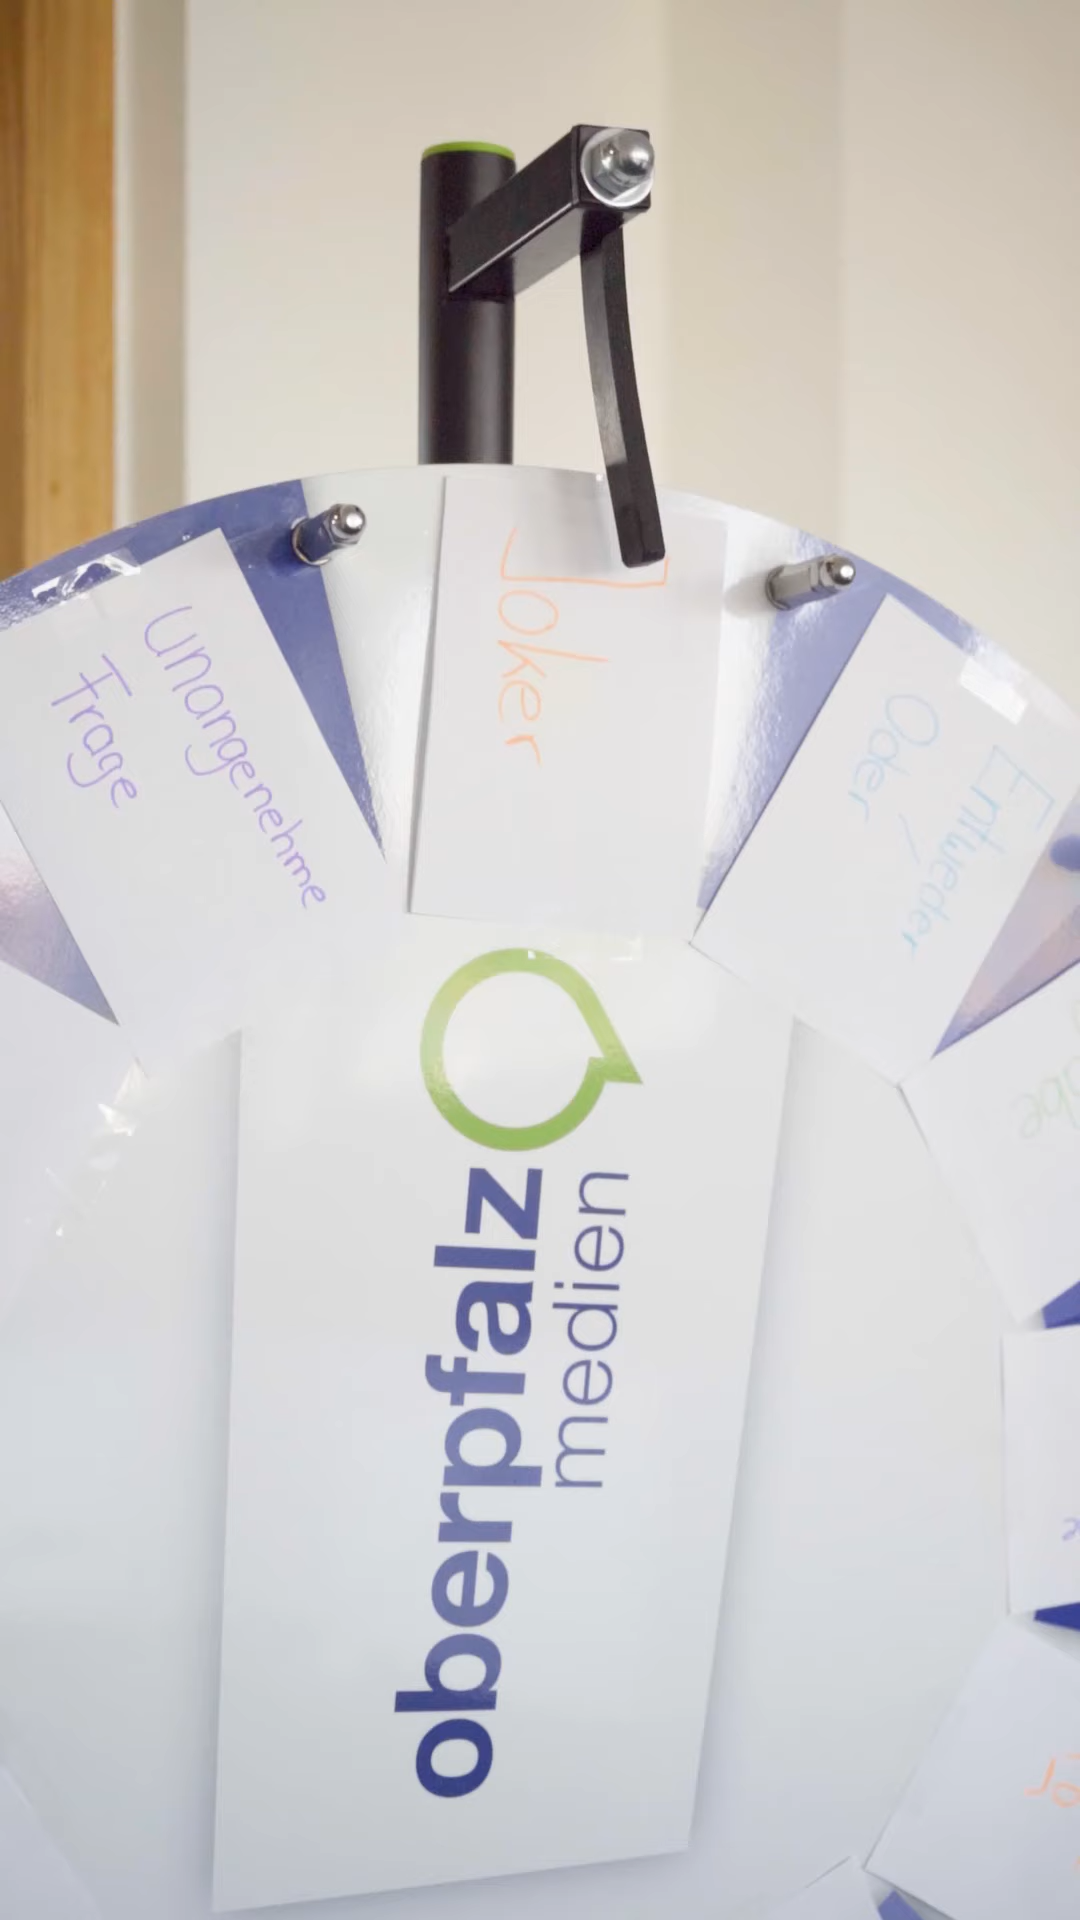 Unangenehme
Frage
Joker
Entweder /
Oder
oberpfalz
medien